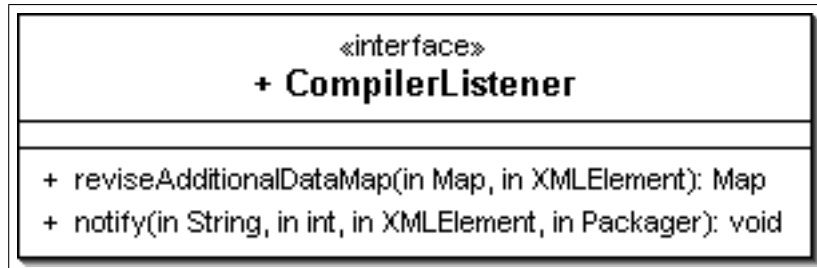 «interface»
+ CompilerListener
+ reviseAdditionalDataMap(in Map, in XMLElement): Map
+ notify(in String, in int, in XMLElement, in Packager): void